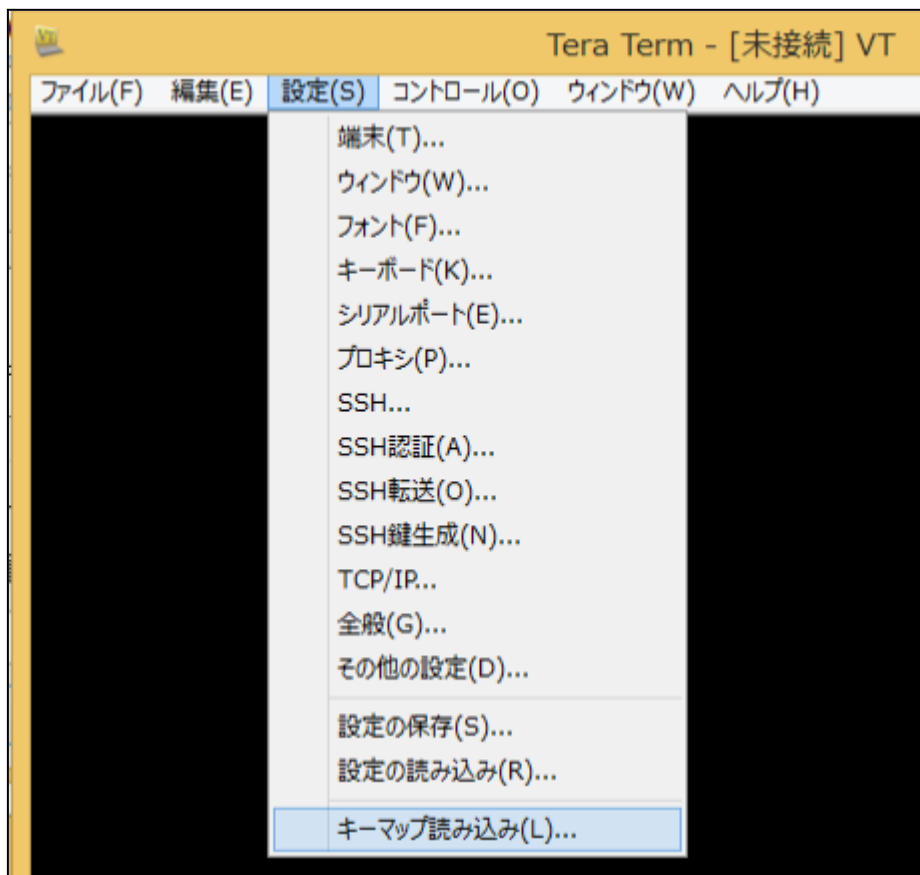 Tera Term - [未接続] VT
ファイル(F) 編集(E) 設定(S) コントロール(O) ウィンドウ(W) ヘルプ(H)
端末(T)...
ウィンドウ(W)...
フォント(F)...
キーボード(K)...
シリアルポート(E)...
プロキシ(P)...
SSH...
SSH認証(A)...
SSH転送(O)...
SSH鍵生成(N)...
TCP/IP...
全般(G)...
その他の設定(D)...
設定の保存(S)...
設定の読み込み(R)...
キーマップ読み込み(L)...